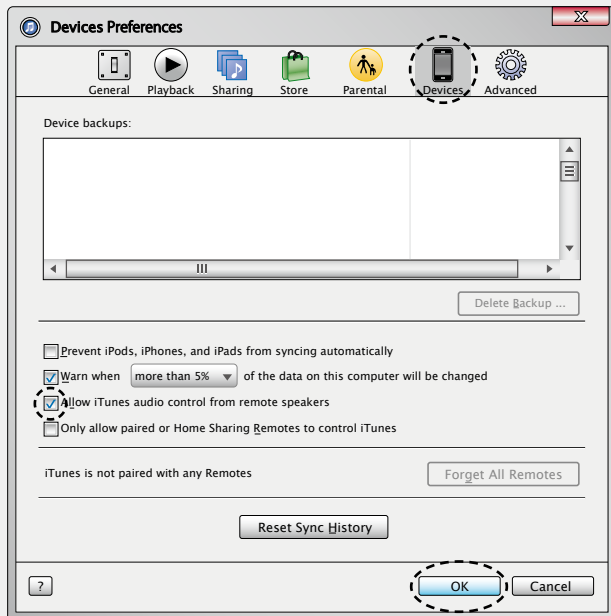 Devices Preferences
General Playback Sharing Store Parental Devices Advanced
Device backups:
Delete Backup ...
Prevent iPods, iPhones, and iPads from syncing automatically
Warn when more than 5% of the data on this computer will be changed
Allow iTunes audio control from remote speakers
Only allow paired or Home Sharing Remotes to control iTunes
iTunes is not paired with any Remotes Forget All Remotes
Reset Sync History
? OK Cancel